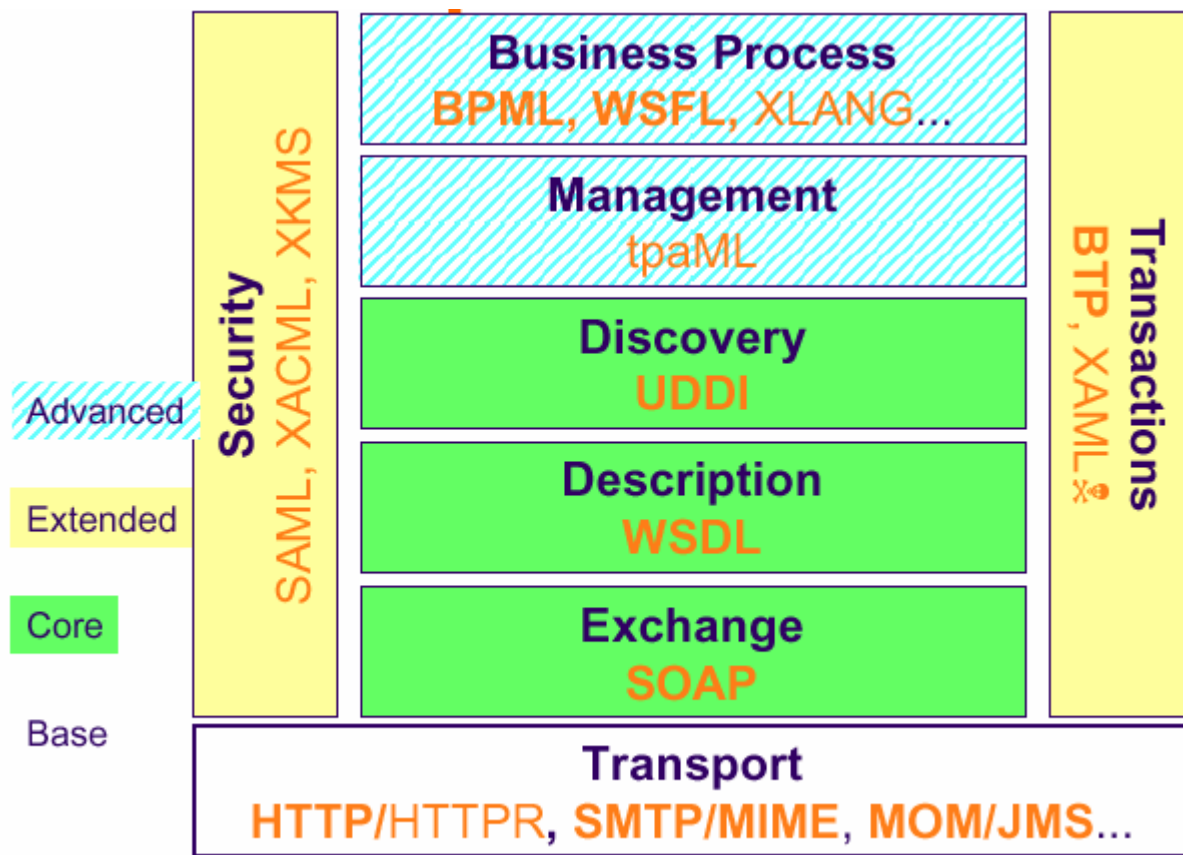 Business Process
BPML, WSFL, XLANG...
Management
tpaML
Discovery
UDDI
Description
WSDL
Exchange
SOAP
Security
SAML, XACML, XKMS
Transactions
BTP, XAML☠
Advanced
Extended
Core
Base
Transport
HTTP/HTTPR, SMTP/MIME, MOM/JMS...